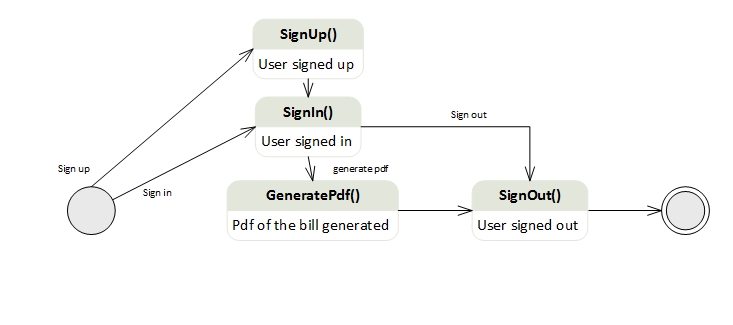 SignUp()
User signed up
SignIn()
Sign out
User signed in
Sign up
generate pdf
Sign in
GeneratePdf()
SignOut()
Pdf of the bill generated
User signed out